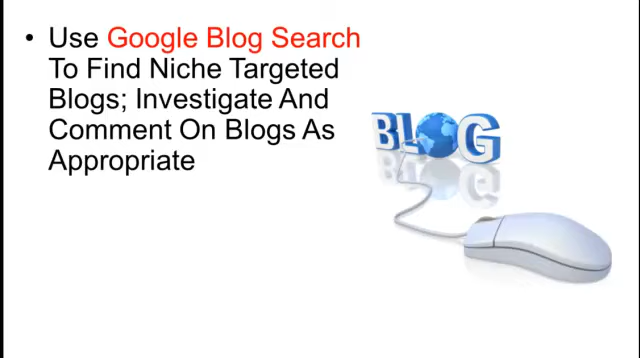 • Use Google Blog Search
To Find Niche Targeted
Blogs; Investigate And
Comment On Blogs As
Appropriate
BLOG